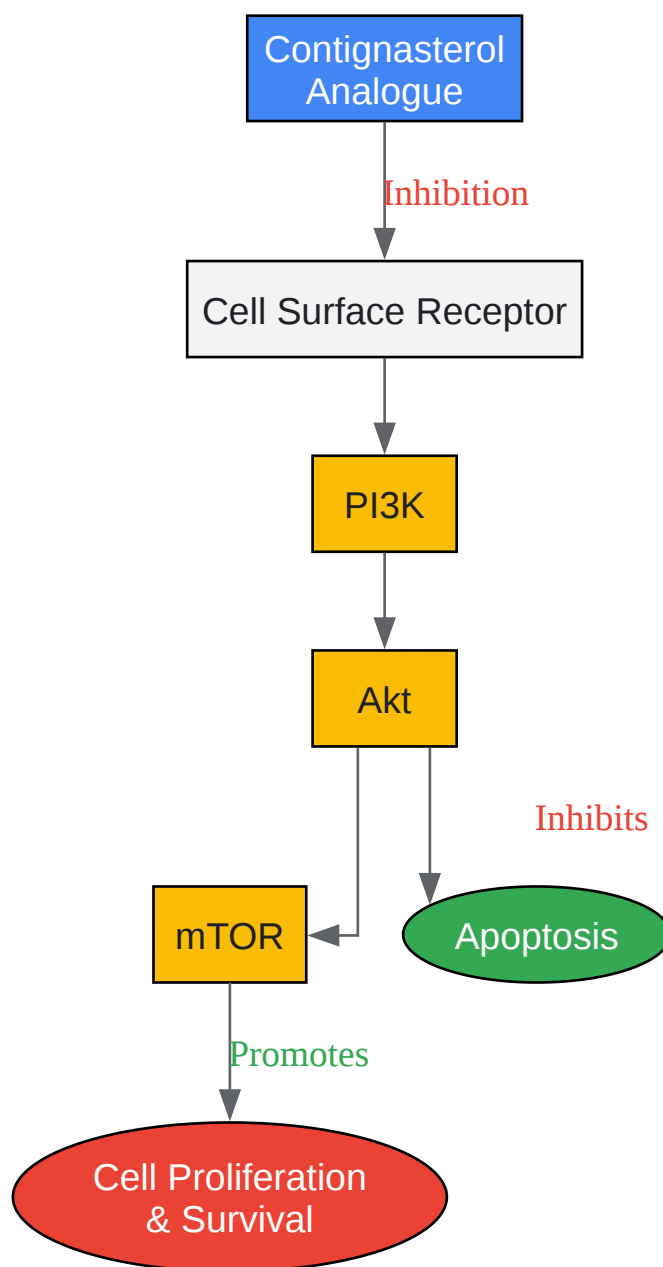 Contignasterol
Analogue
Inhibition
Cell Surface Receptor
PI3K
Akt
Inhibits
mTOR
Apoptosis
Promotes
Cell Proliferation
& Survival